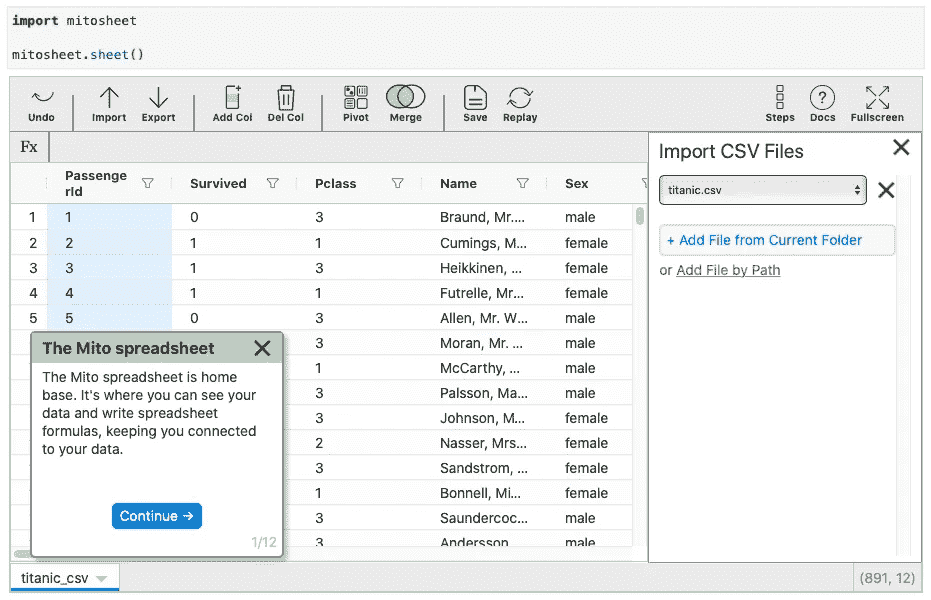 import mitosheet
mitosheet.sheet()
Undo Import Export Add Col Del Col Pivot Merge Save Replay Steps Docs Fullscreen
Fx
Import CSV Files
titanic.csv
+ Add File from Current Folder
or Add File by Path
Passenge
rId
Survived Pclass Name Sex
1 1 0 3 Braund, Mr.... male
2 2 1 1 Cumings, M... female
3 3 1 3 Heikkinen, ... female
4 4 1 1 Futrelle, Mr... female
5 5 0 3 Allen, Mr. W... male
3 Moran, Mr. ... male
1 McCarthy, ... male
3 Palsson, Ma... male
3 Johnson, M... female
2 Nasser, Mrs... female
3 Sandstrom, ... female
1 Bonnell, Mi... female
3 Saundercoc... male
3 Andersson male
The Mito spreadsheet
The Mito spreadsheet is home
base. It's where you can see your
data and write spreadsheet
formulas, keeping you connected
to your data.
Continue →
1/12
titanic_csv
(891, 12)